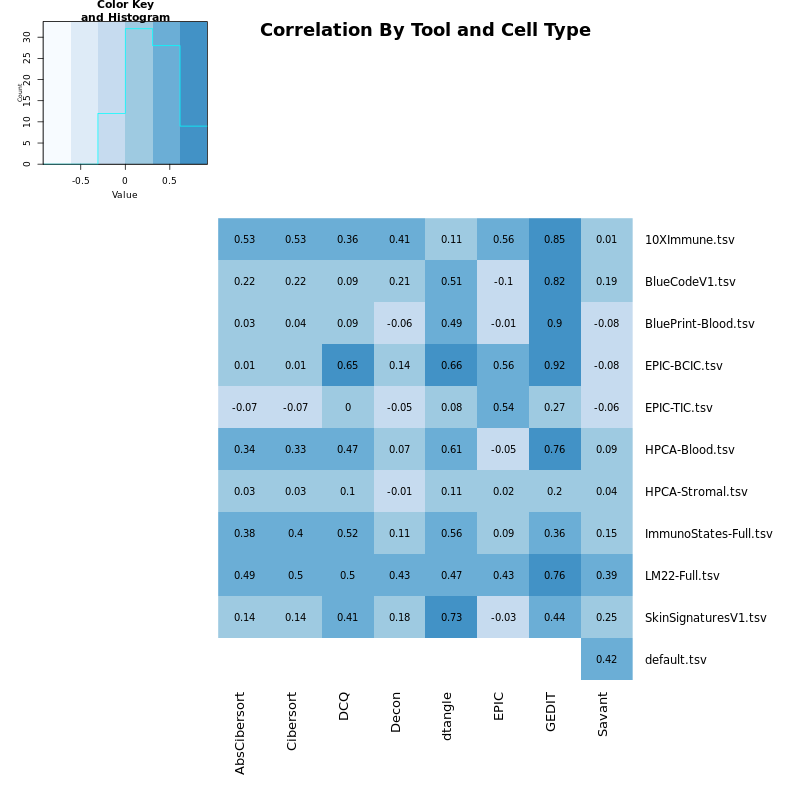 Color Key
and Histogram
Correlation By Tool and Cell Type
Count
0 5 10 15 20 25 30
-0.5 0 0.5
Value
0.53 0.53 0.36 0.41 0.11 0.56 0.85 0.01 10XImmune.tsv
0.22 0.22 0.09 0.21 0.51 -0.1 0.82 0.19 BlueCodeV1.tsv
0.03 0.04 0.09 -0.06 0.49 -0.01 0.9 -0.08 BluePrint-Blood.tsv
0.01 0.01 0.65 0.14 0.66 0.56 0.92 -0.08 EPIC-BCIC.tsv
-0.07 -0.07 0 -0.05 0.08 0.54 0.27 -0.06 EPIC-TIC.tsv
0.34 0.33 0.47 0.07 0.61 -0.05 0.76 0.09 HPCA-Blood.tsv
0.03 0.03 0.1 -0.01 0.11 0.02 0.2 0.04 HPCA-Stromal.tsv
0.38 0.4 0.52 0.11 0.56 0.09 0.36 0.15 ImmunoStates-Full.tsv
0.49 0.5 0.5 0.43 0.47 0.43 0.76 0.39 LM22-Full.tsv
0.14 0.14 0.41 0.18 0.73 -0.03 0.44 0.25 SkinSignaturesV1.tsv
0.42 default.tsv
AbsCibersort Cibersort DCQ Decon dtangle EPIC GEDIT Savant